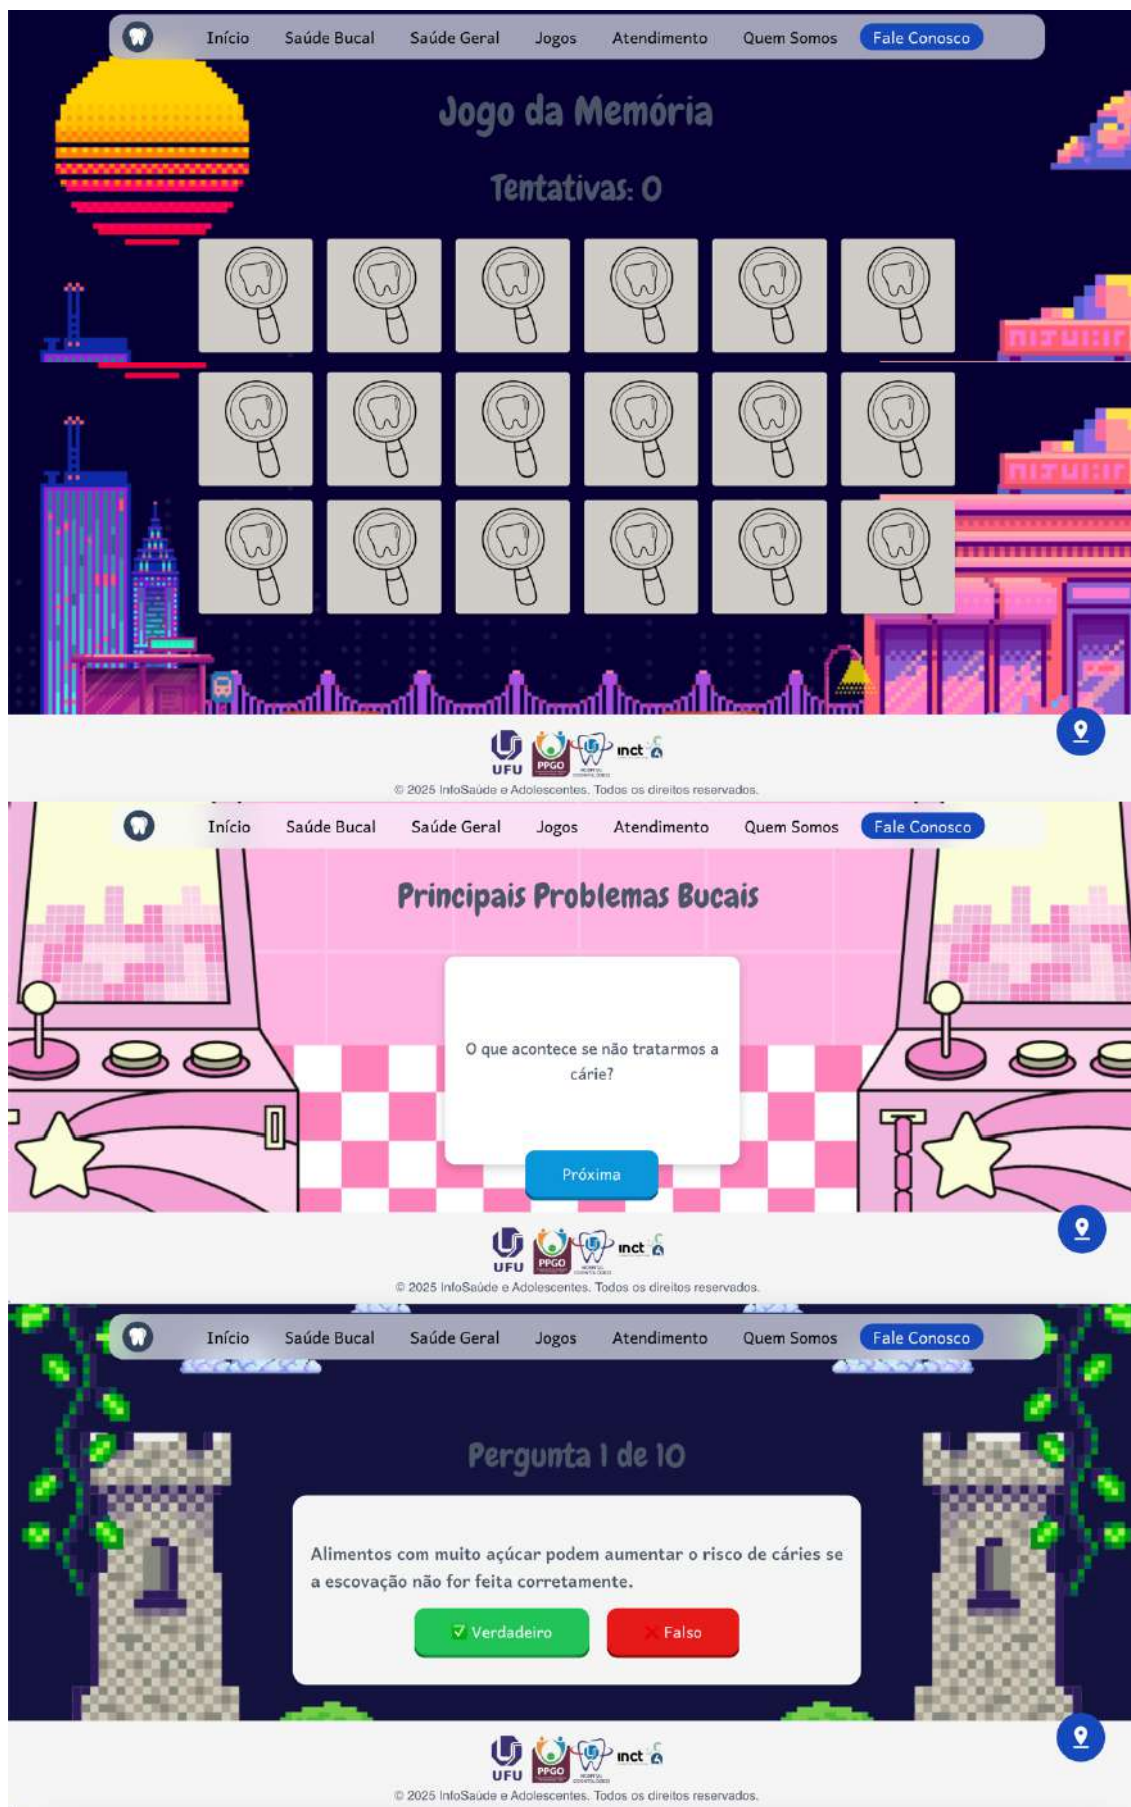 Início Saúde Bucal Saúde Geral Jogos Atendimento Quem Somos Fale Conosco
Jogo da Memória
Tentativas: 0
UFU PPGO inct
© 2025 InfoSaúde e Adolescentes. Todos os direitos reservados.
Início Saúde Bucal Saúde Geral Jogos Atendimento Quem Somos Fale Conosco
Principais Problemas Bucais
O que acontece se não tratarmos a
cárie?
Próxima
UFU PPGO inct
© 2025 InfoSaúde e Adolescentes. Todos os direitos reservados.
Início Saúde Bucal Saúde Geral Jogos Atendimento Quem Somos Fale Conosco
Pergunta 1 de 10
Alimentos com muito açúcar podem aumentar o risco de cáries se
a escovação não for feita corretamente.
Verdadeiro Falso
UFU PPGO inct
© 2025 InfoSaúde e Adolescentes. Todos os direitos reservados.